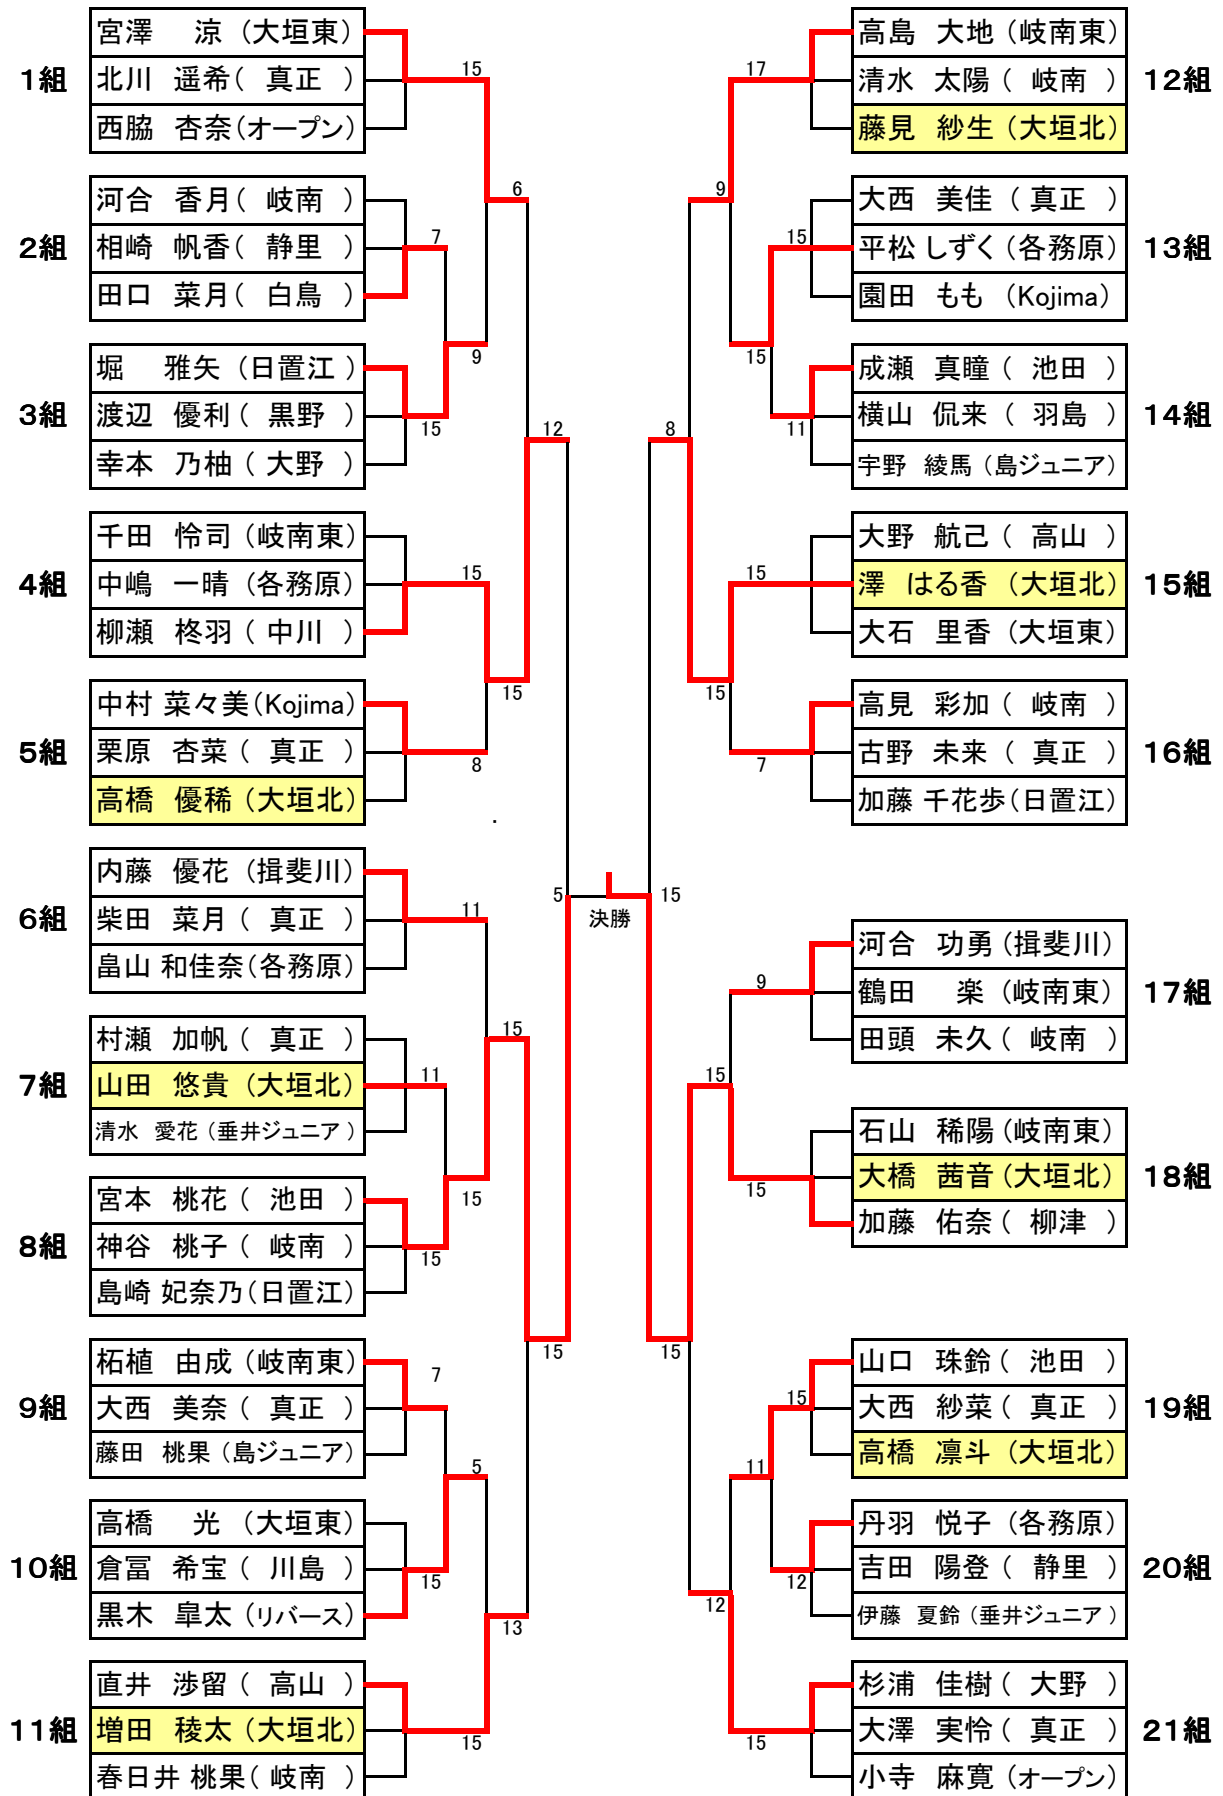 1組
宮澤 涼 (大垣東)
北川 遥希( 真正 )
西脇 杏奈(オープン)
2組
河合 香月( 岐南 )
相崎 帆香( 静里 )
田口 菜月( 白鳥 )
3組
堀 雅矢 (日置江 )
渡辺 優利( 黒野 )
幸本 乃柚 ( 大野 )
4組
千田 怜司 (岐南東)
中嶋 一晴 (各務原)
柳瀬 柊羽 ( 中川 )
5組
中村 菜々美(Kojima)
栗原 杏菜 ( 真正 )
高橋 優稀 (大垣北)
6組
内藤 優花 (揖斐川)
柴田 菜月 ( 真正 )
畠山 和佳奈(各務原)
7組
村瀬 加帆 ( 真正 )
山田 悠貴 (大垣北)
清水 愛花 (垂井ジュニア )
8組
宮本 桃花 ( 池田 )
神谷 桃子 ( 岐南 )
島崎 妃奈乃(日置江)
9組
柘植 由成 (岐南東)
大西 美奈 ( 真正 )
藤田 桃果 (島ジュニア)
10組
高橋 光 (大垣東)
倉冨 希宝 ( 川島 )
黒木 皐太 (リバース)
11組
直井 渉留 ( 高山 )
増田 稜太 (大垣北)
春日井 桃果( 岐南 )
15
6
7
9
15
12
15
15
8
.
5
11
15
11
15
15
15
7
5
15
13
15
決勝
17
9
15
15
11
8
15
15
7
15
9
15
15
15
15
11
12
12
15
高島 大地 (岐南東)
清水 太陽 ( 岐南 )
藤見 紗生 (大垣北)
12組
大西 美佳 ( 真正 )
平松 しずく (各務原)
園田 もも (Kojima)
13組
成瀬 真瞳 ( 池田 )
横山 侃来 ( 羽島 )
宇野 綾馬 (島ジュニア)
14組
大野 航己 ( 高山 )
澤 はる香 (大垣北)
大石 里香 (大垣東)
15組
高見 彩加 ( 岐南 )
古野 未来 ( 真正 )
加藤 千花歩(日置江)
16組
河合 功勇 (揖斐川)
鶴田 楽 (岐南東)
田頭 未久 ( 岐南 )
17組
石山 稀陽 (岐南東)
大橋 茜音 (大垣北)
加藤 佑奈 ( 柳津 )
18組
山口 珠鈴 ( 池田 )
大西 紗菜 ( 真正 )
高橋 凛斗 (大垣北)
19組
丹羽 悦子 (各務原)
吉田 陽登 ( 静里 )
伊藤 夏鈴 (垂井ジュニア )
20組
杉浦 佳樹 ( 大野 )
大澤 実怜 ( 真正 )
小寺 麻寛 (オープン)
21組